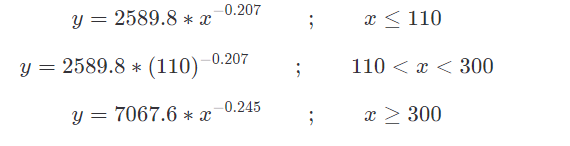 y = 2589.8 ∗ x^{−0.207} ; x ≤ 110
y = 2589.8 ∗ (110)^{−0.207} ; 110 < x < 300
y = 7067.6 ∗ x^{−0.245} ; x ≥ 300